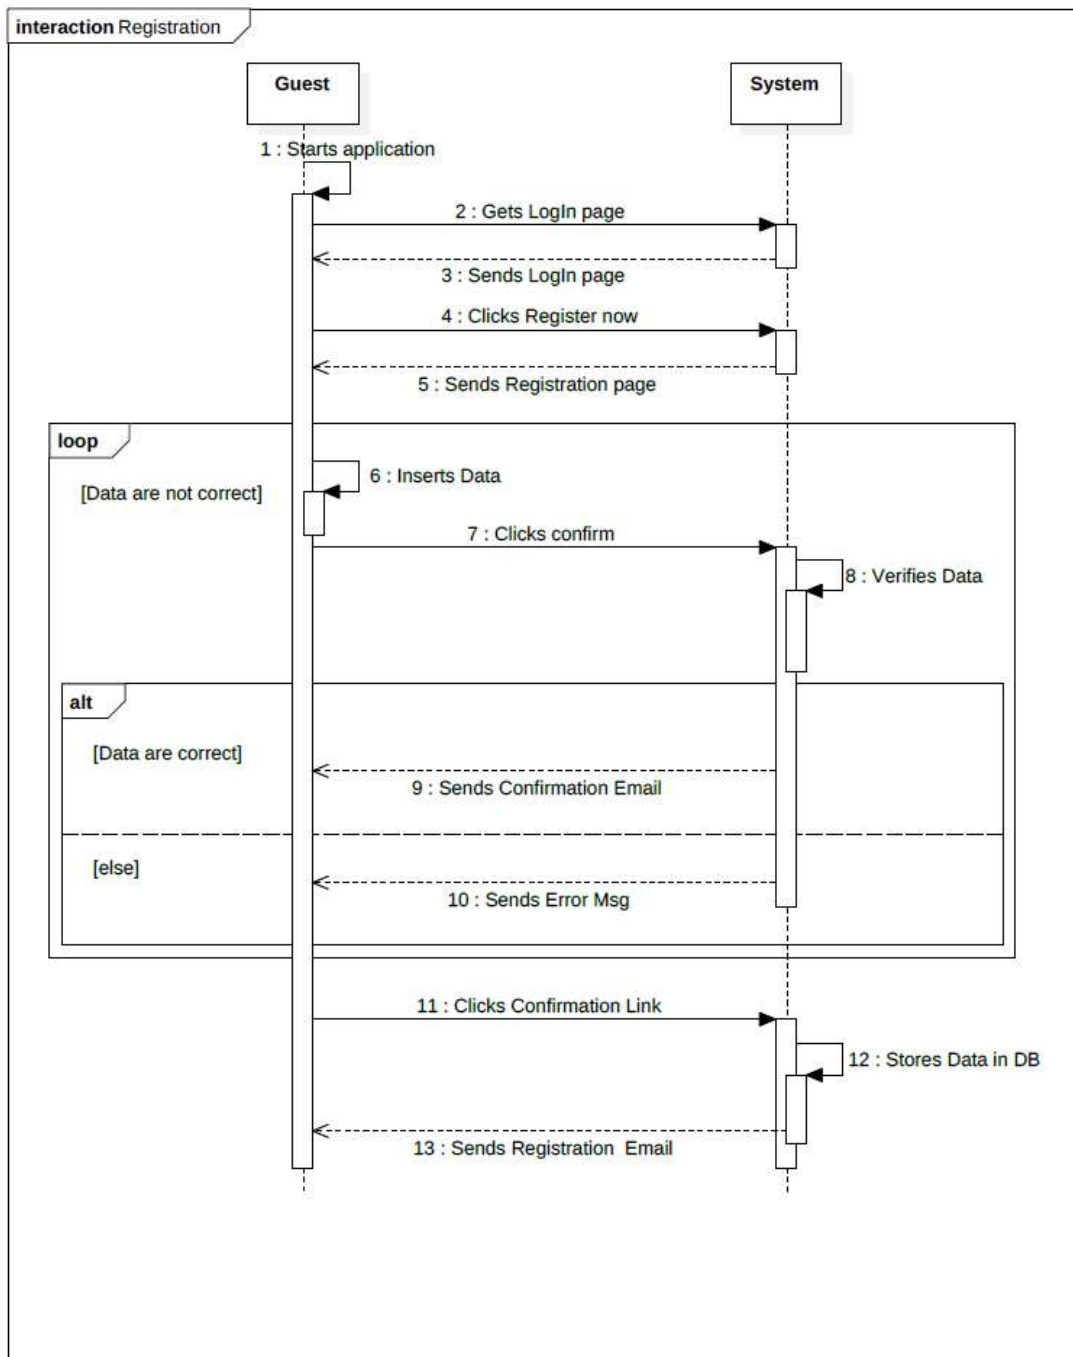 interaction Registration
Guest
System
1 : Starts application
2 : Gets LogIn page
3 : Sends LogIn page
4 : Clicks Register now
5 : Sends Registration page
loop
[Data are not correct]
6 : Inserts Data
7 : Clicks confirm
8 : Verifies Data
alt
[Data are correct]
9 : Sends Confirmation Email
[else]
10 : Sends Error Msg
11 : Clicks Confirmation Link
12 : Stores Data in DB
13 : Sends Registration  Email